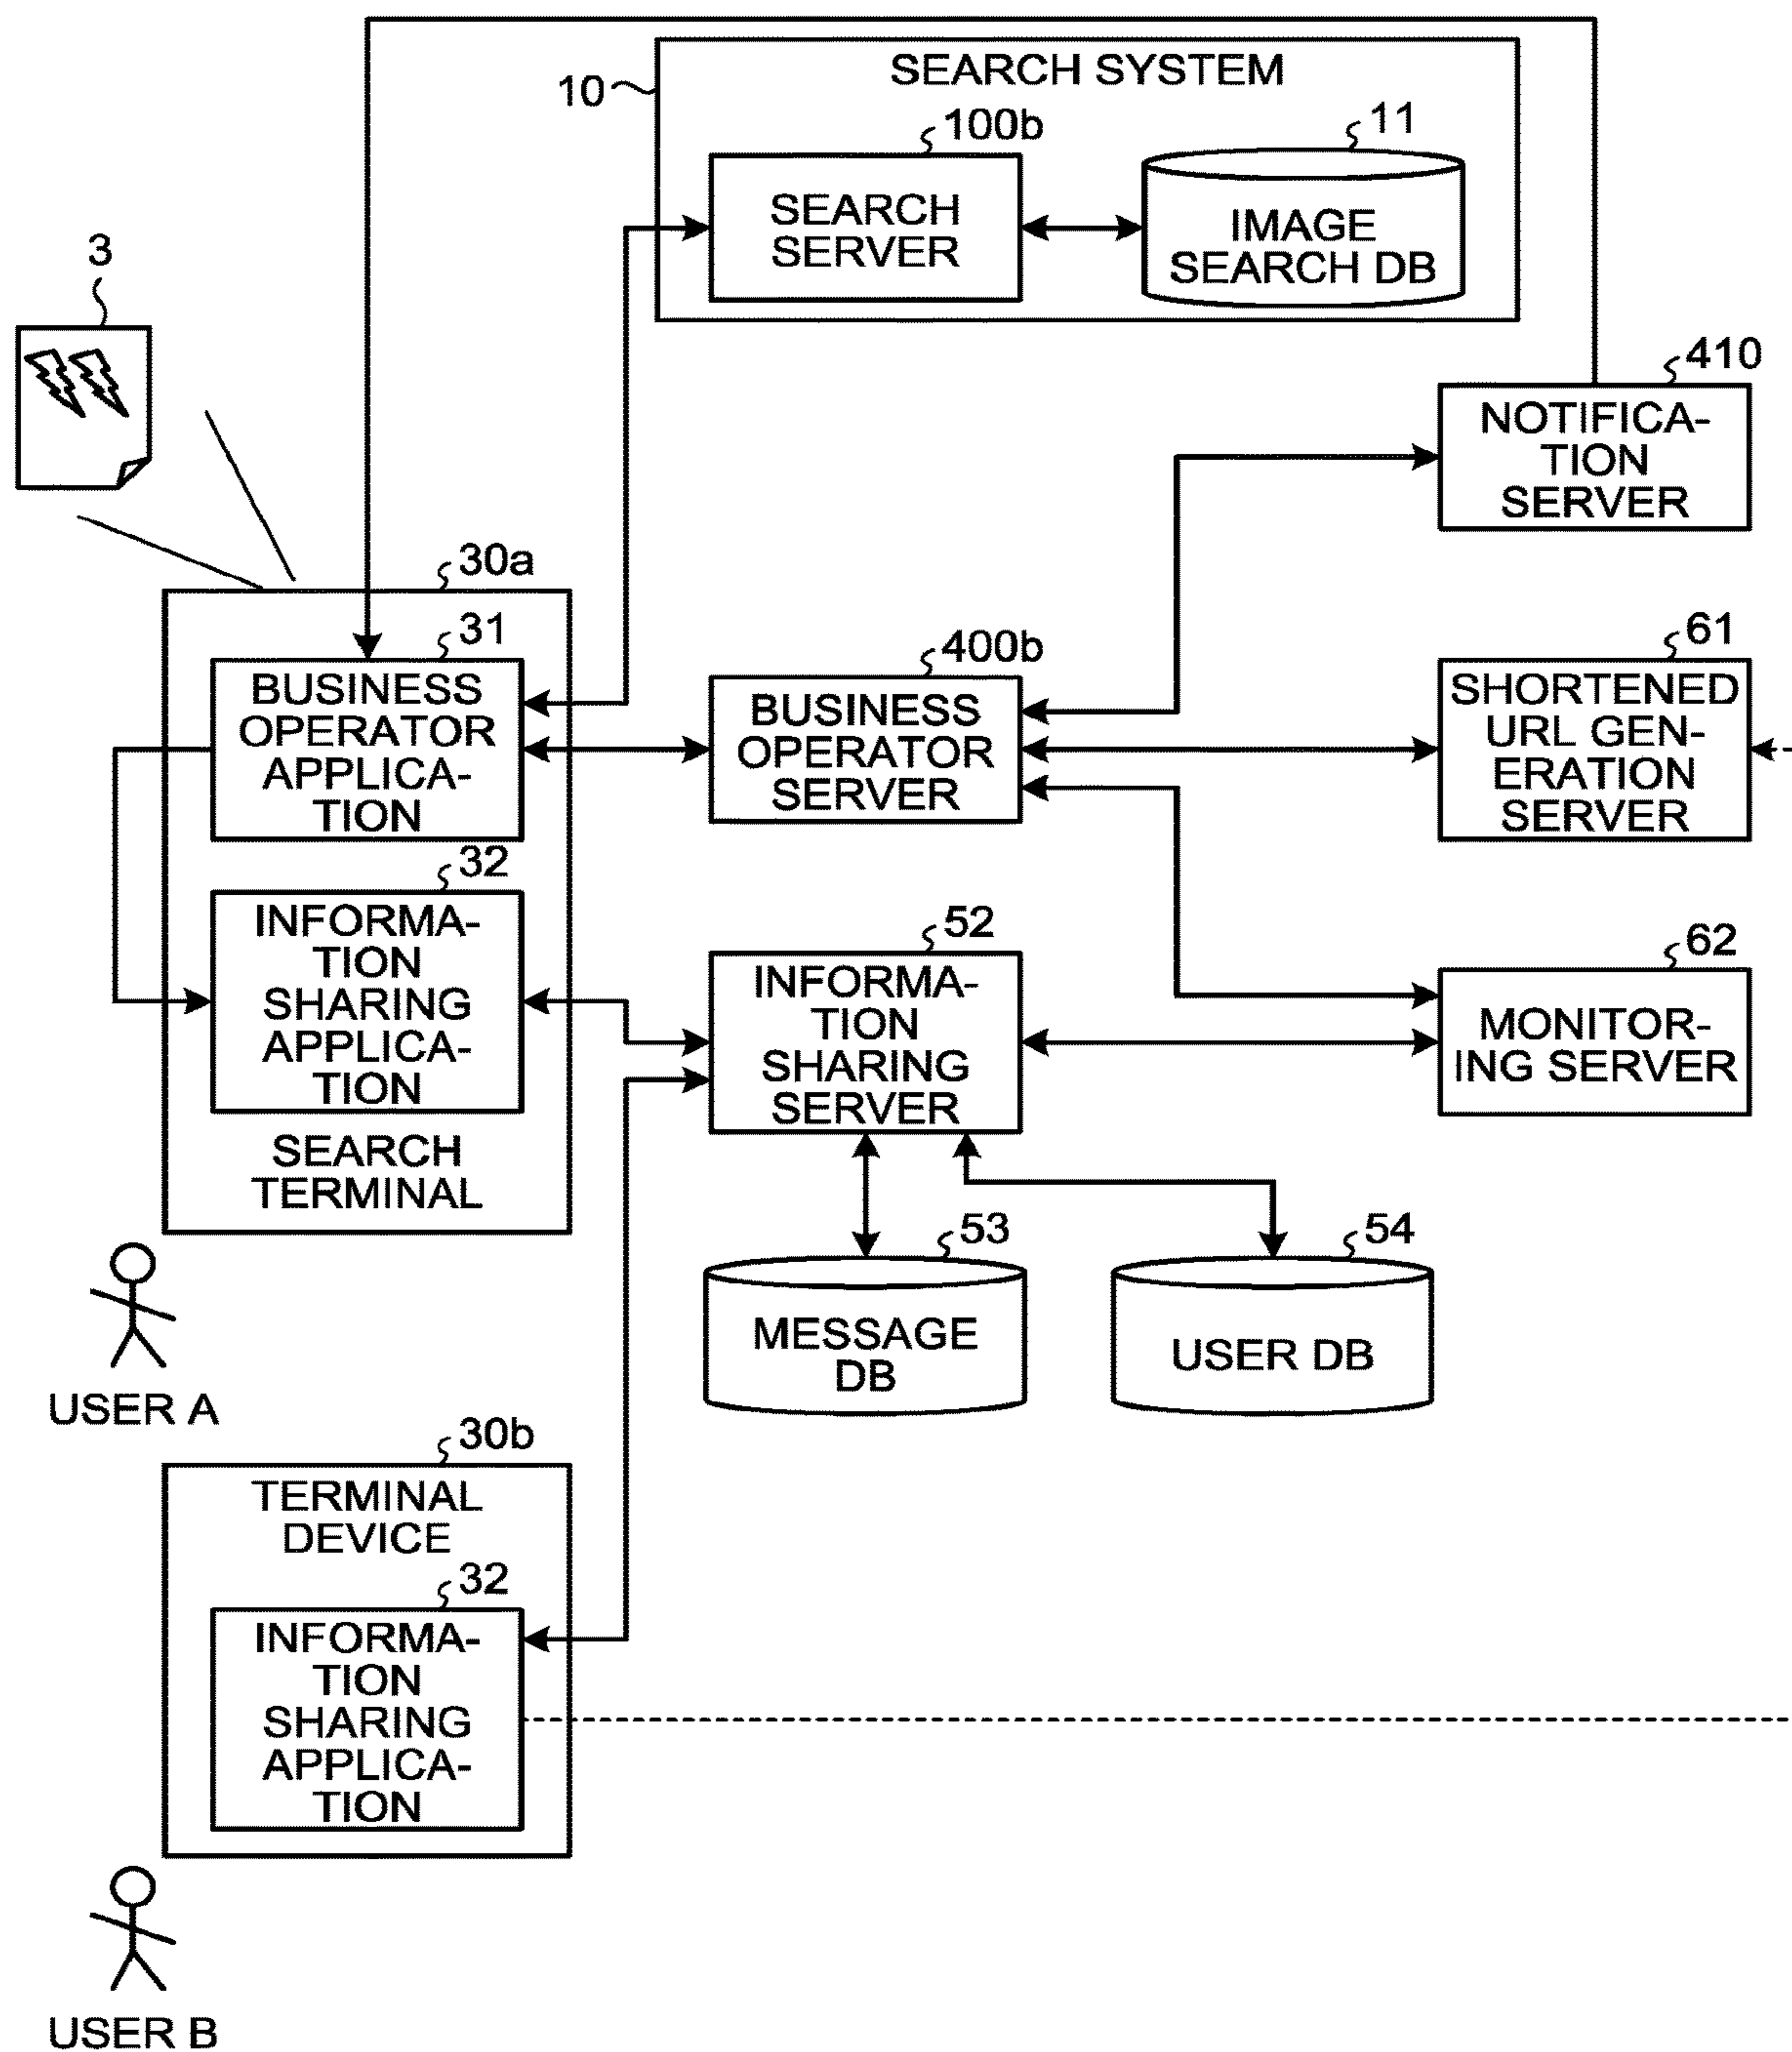 SEARCH SYSTEM
10
100b
11
SEARCH
SERVER
IMAGE
SEARCH DB
3
410
NOTIFICA-
TION
SERVER
30a
31
BUSINESS
OPERATOR
APPLICA-
TION
400b
BUSINESS
OPERATOR
SERVER
61
SHORTENED
URL GEN-
ERATION
SERVER
32
INFORMA-
TION
SHARING
APPLICA-
TION
SEARCH
TERMINAL
52
INFORMA-
TION
SHARING
SERVER
62
MONITOR-
ING SERVER
53
MESSAGE
DB
54
USER DB
USER A
30b
TERMINAL
DEVICE
32
INFORMA-
TION
SHARING
APPLICA-
TION
USER B